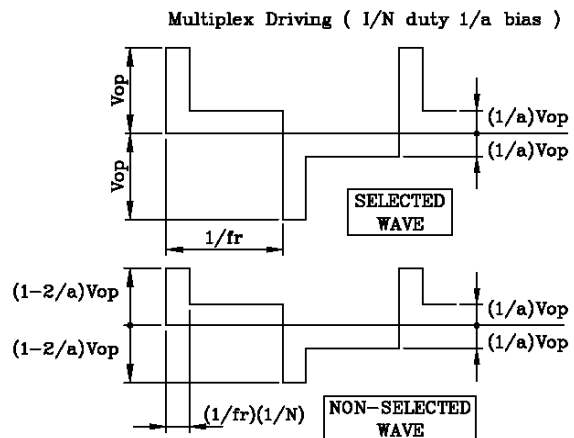 Multiplex Driving ( I/N duty 1/a bias )
Vop
(1/a)Vop
Vop
(1/a)Vop
SELECTED
WAVE
1/fr
(1-2/a)Vop
(1/a)Vop
(1-2/a)Vop
(1/a)Vop
(1/fr)(1/N)
NON-SELECTED
WAVE